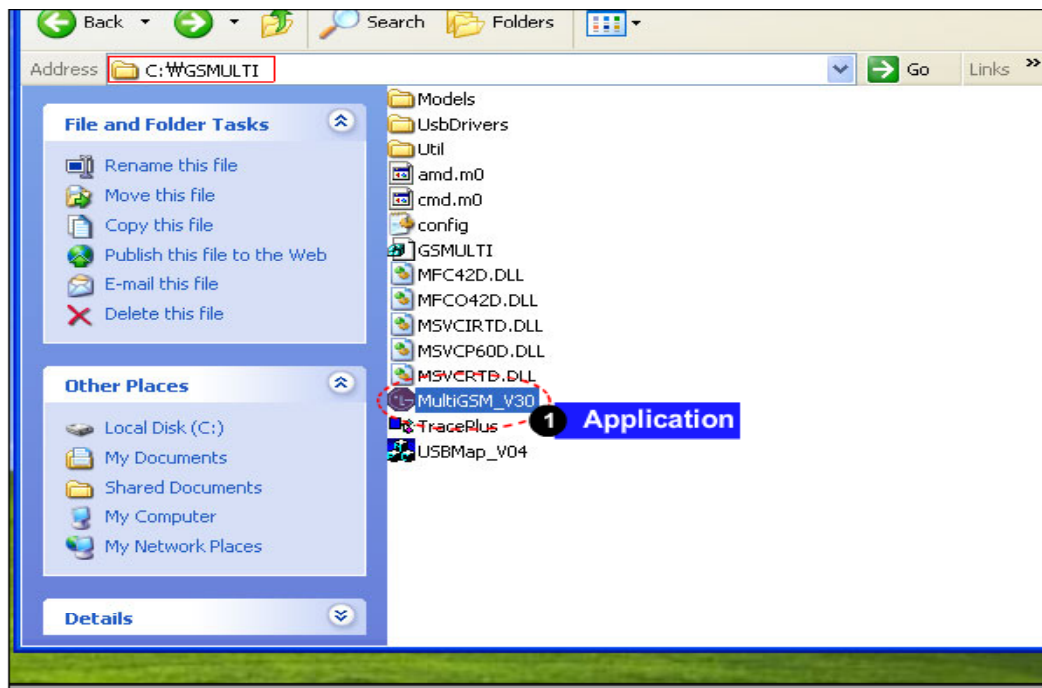 Back Search Folders
Address C:₩GSMULTI Go Links »
File and Folder Tasks
Rename this file
Move this file
Copy this file
Publish this file to the Web
E-mail this file
Delete this file
Other Places
Local Disk (C:)
My Documents
Shared Documents
My Computer
My Network Places
Details
Models
UsbDrivers
Util
amd.m0
cmd.m0
config
GSMULTI
MFC42D.DLL
MFCO42D.DLL
MSVCIRTD.DLL
MSVCP60D.DLL
MSVCRTD.DLL
MultiGSM_V30
1 Application
TracePlus
USBMap_V04